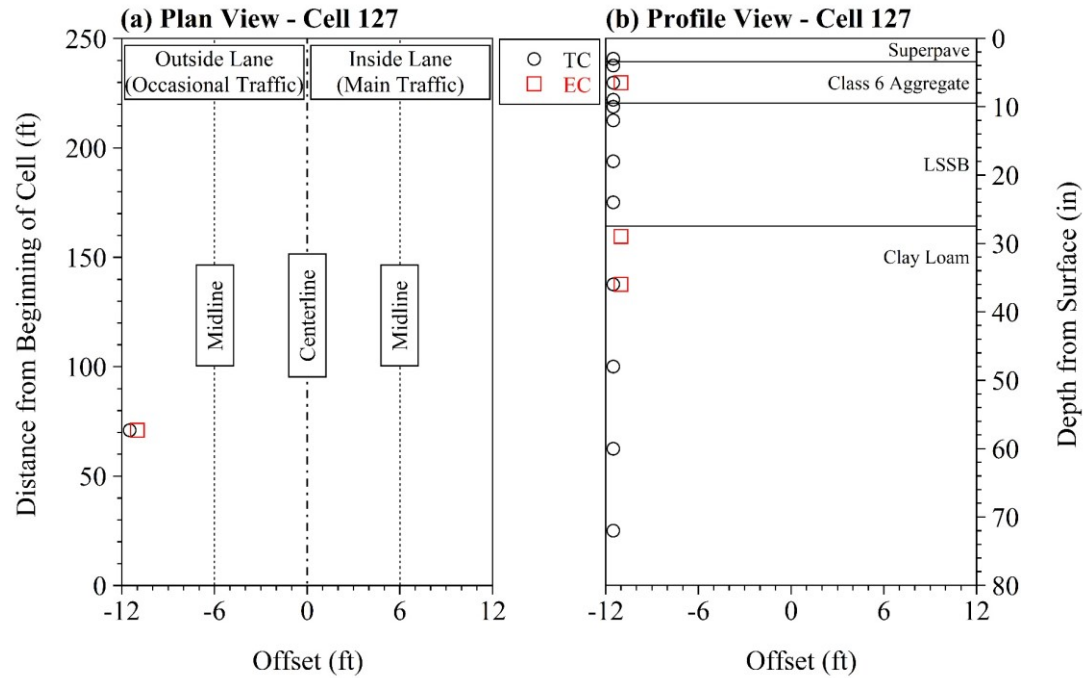 (a) Plan View - Cell 127
250
200
150
100
50
0
Distance from Beginning of Cell (ft)
Outside Lane
(Occasional Traffic)
Inside Lane
(Main Traffic)
Midline
Centerline
Midline
-12 -6 0 6 12
Offset (ft)
TC
EC
(b) Profile View - Cell 127
Superpave
Class 6 Aggregate
LSSB
Clay Loam
0
10
20
30
40
50
60
70
80
Depth from Surface (in)
-12 -6 0 6 12
Offset (ft)